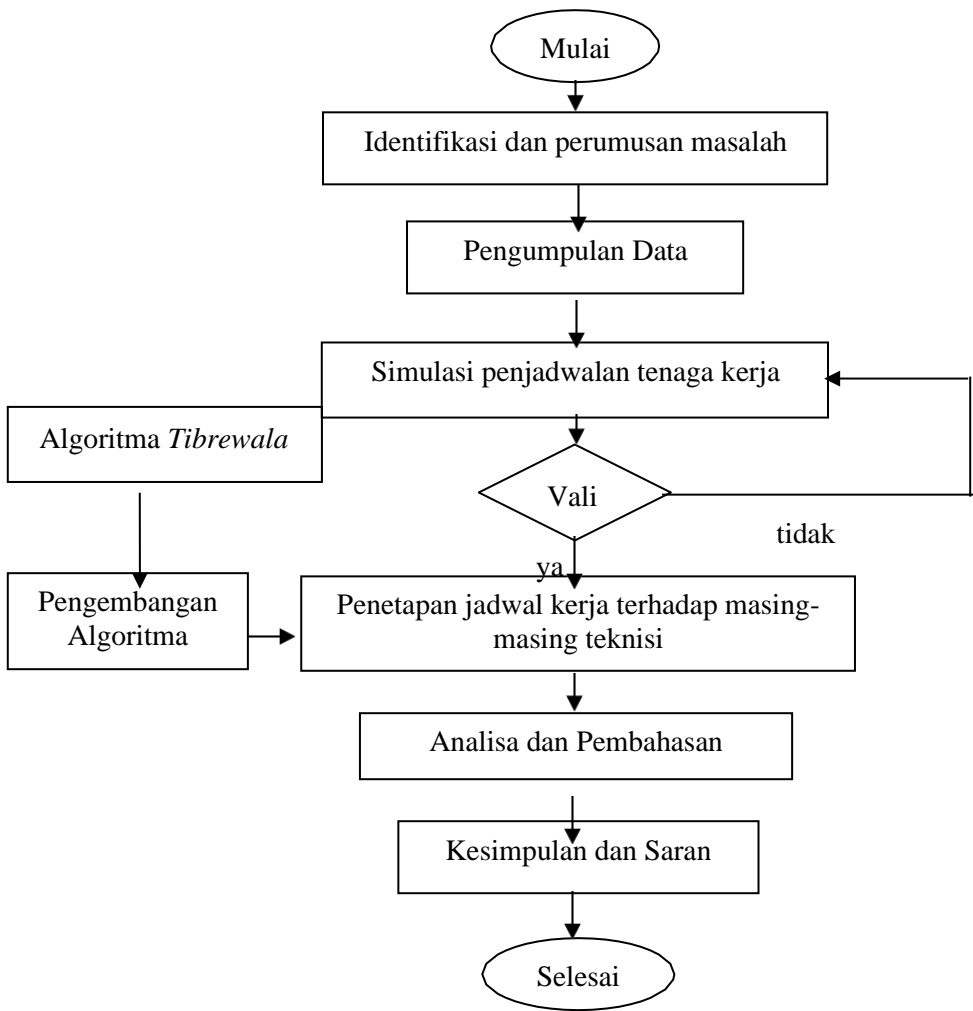 Mulai
Identifikasi dan perumusan masalah
Pengumpulan Data
Simulasi penjadwalan tenaga kerja
Algoritma Tibrewala
Vali
tidak
ya
Pengembangan
Algoritma
Penetapan jadwal kerja terhadap masing-
masing teknisi
Analisa dan Pembahasan
Kesimpulan dan Saran
Selesai